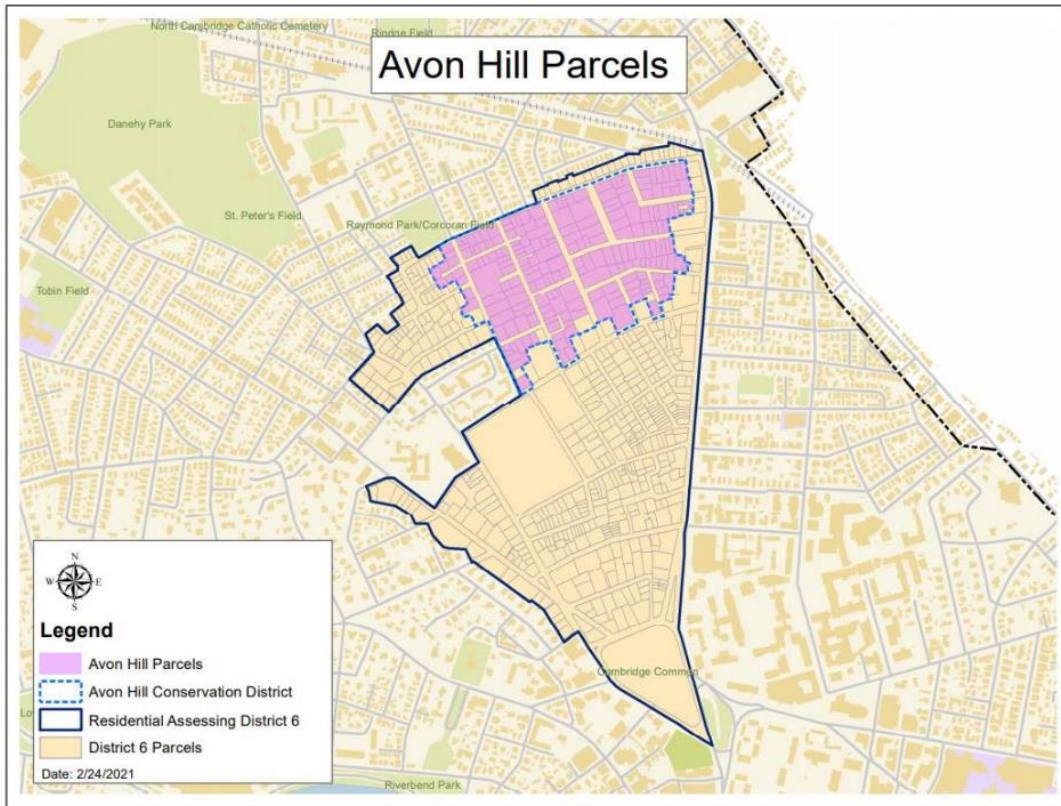 North Cambridge Catholic Cemetery
Rindge Field
Avon Hill Parcels
Danehy Park
St. Peter's Field
Raymond Park/Corcoran Field
Tobin Field
Cambridge Common
N
W E
S
Legend
Avon Hill Parcels
Avon Hill Conservation District
Residential Assessing District 6
District 6 Parcels
Date: 2/24/2021
Lo
Riverbend Park